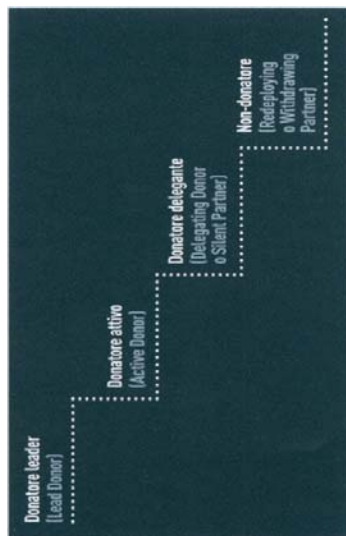 Donatore leader
(Lead Donor)
Donatore attivo
(Active Donor)
Donatore delegante
(Delegating Donor
o Silent Partner)
Non-donatore
(Redeploying
o Withdrawing
Partner)